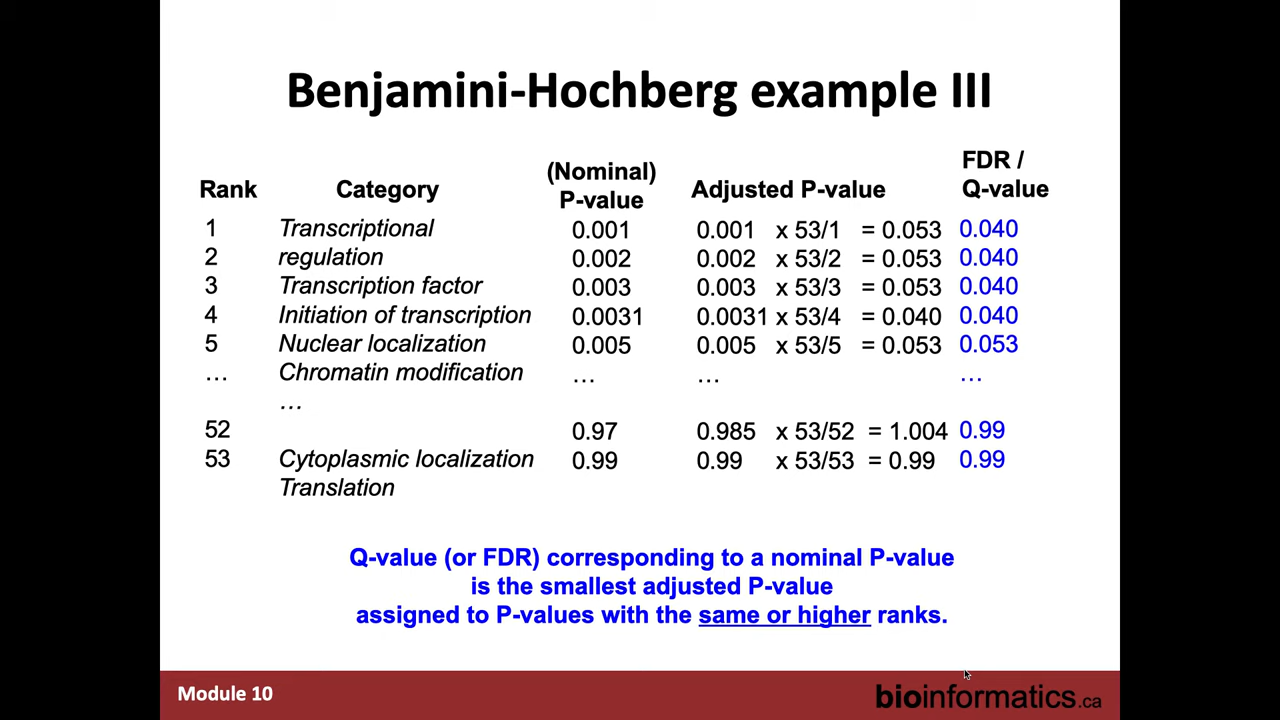 Benjamini-Hochberg example III
Rank Category (Nominal) P-value Adjusted P-value FDR / Q-value
1 Transcriptional 0.001 0.001 x 53/1 = 0.053 0.040
2 regulation 0.002 0.002 x 53/2 = 0.053 0.040
3 Transcription factor 0.003 0.003 x 53/3 = 0.053 0.040
4 Initiation of transcription 0.0031 0.0031 x 53/4 = 0.040 0.040
5 Nuclear localization 0.005 0.005 x 53/5 = 0.053 0.053
… Chromatin modification … … …
…
52 0.97 0.985 x 53/52 = 1.004 0.99
53 Cytoplasmic localization 0.99 0.99 x 53/53 = 0.99 0.99
Translation
Q-value (or FDR) corresponding to a nominal P-value
is the smallest adjusted P-value
assigned to P-values with the same or higher ranks.
Module 10
bioinformatics.ca